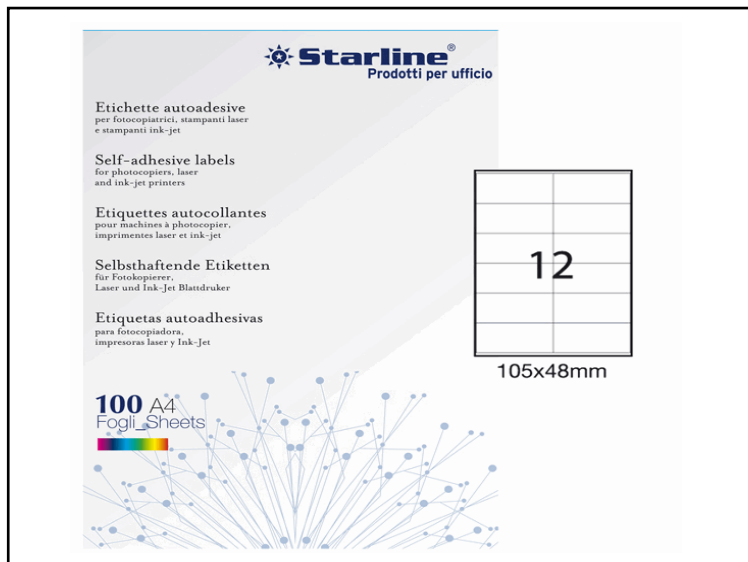 Starline®
Prodotti per ufficio
Etichette autoadesive
per fotocopiatrici, stampanti laser
e stampanti ink-jet
Self-adhesive labels
for photocopiers, laser
and ink-jet printers
Etiquettes autocollantes
pour machines à photocopier,
imprimentes laser et ink-jet
Selbsthaftende Etiketten
für Fotokopierer,
Laser und Ink-Jet Blattdruker
Etiquetas autoadhesivas
para fotocopiadora,
impresoras laser y Ink-Jet
12
105x48mm
100 A4
Fogli_Sheets